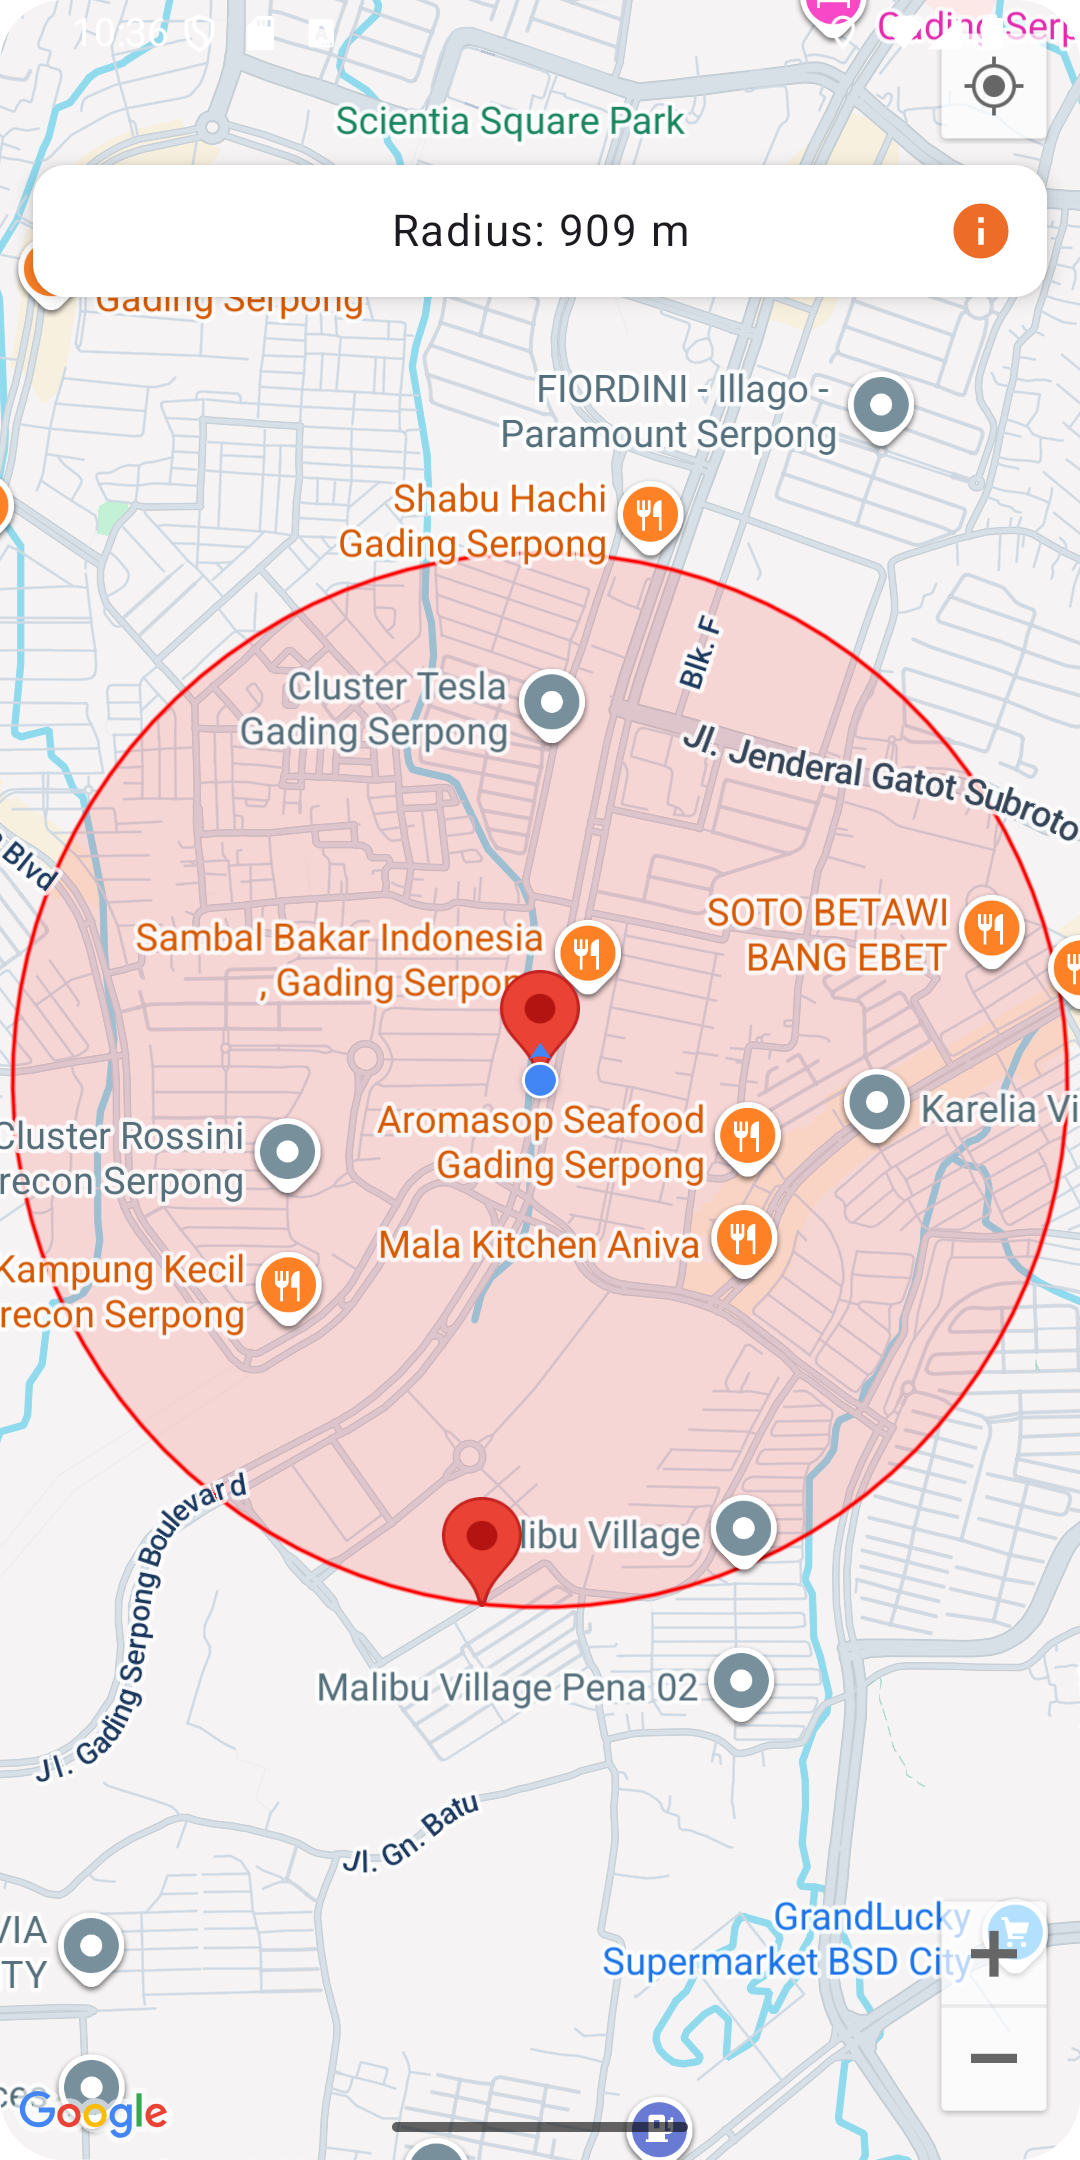 10:36
Gading Serp
Scientia Square Park
Radius: 909 m
Gading Serpong
FIORDINI - Illago -
Paramount Serpong
Shabu Hachi
Gading Serpong
Blk. F
Cluster Tesla
Gading Serpong
Jl. Jenderal Gatot Subroto
Blvd
SOTO BETAWI
BANG EBET
Sambal Bakar Indonesia
, Gading Serpon
Karelia Vi
Aromasop Seafood
Gading Serpong
Cluster Rossini
recon Serpong
Mala Kitchen Aniva
Kampung Kecil
recon Serpong
Jl. Gading Serpong Boulevard
libu Village
Malibu Village Pena 02
Jl. Gn. Batu
GrandLucky
Supermarket BSD City
VIA
TY
ces
Google